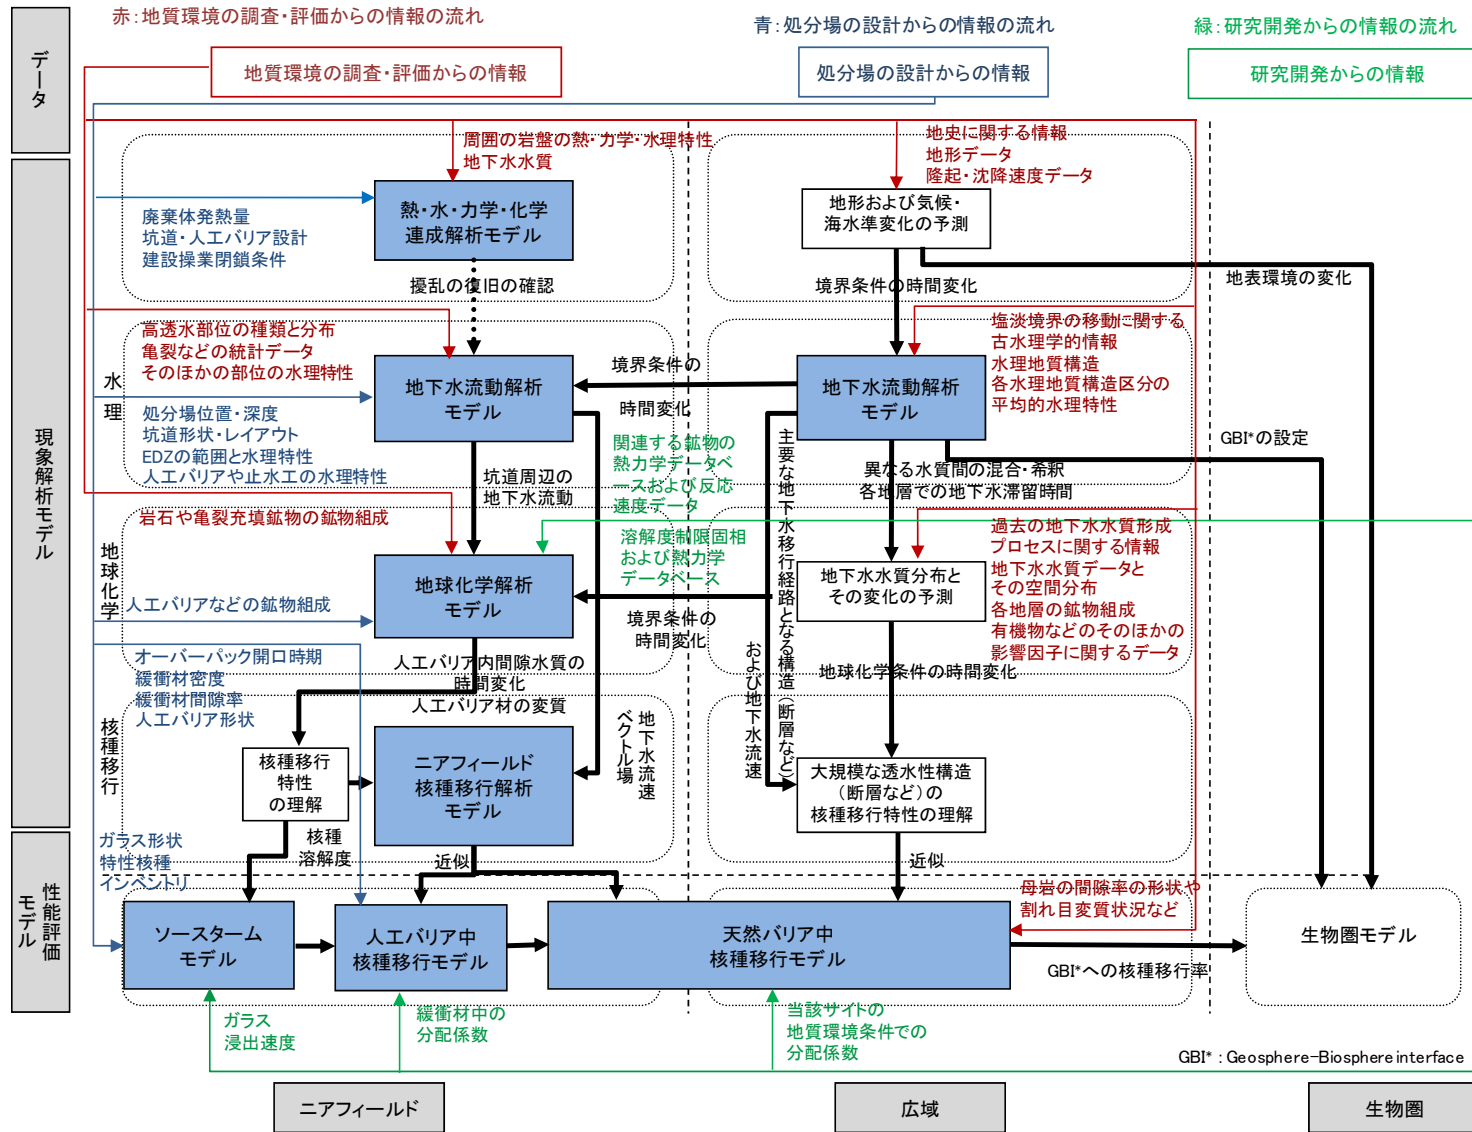 赤：地質環境の調査・評価からの情報の流れ
青：処分場の設計からの情報の流れ
緑：研究開発からの情報の流れ
データ
地質環境の調査・評価からの情報
処分場の設計からの情報
研究開発からの情報
現象解析モデル
周囲の岩盤の熱・力学・水理特性
地下水水質
地史に関する情報
地形データ
隆起・沈降速度データ
熱・水・力学・化学
連成解析モデル
地形および気候・
海水準変化の予測
廃棄体発熱量
坑道・人工バリア設計
建設操業閉鎖条件
擾乱の復旧の確認
境界条件の時間変化
地表環境の変化
水理
高透水部位の種類と分布
亀裂などの統計データ
そのほかの部位の水理特性
塩淡境界の移動に関する
古水理学的情報
水理地質構造
各水理地質構造区分の
平均的水理特性
地下水流動解析
モデル
境界条件の
時間変化
地下水流動解析
モデル
処分場位置・深度
坑道形状・レイアウト
EDZの範囲と水理特性
人工バリアや止水工の水理特性
坑道周辺の
地下水流動
関連する鉱物の
熱力学データベ
ースおよび反応
速度データ
主要な地下水移行経路となる構造（断層など）
および地下水流速
異なる水質間の混合・希釈
各地層での地下水滞留時間
GBI*の設定
地球化学
岩石や亀裂充填鉱物の鉱物組成
溶解度制限固相
および熱力学
データベース
過去の地下水水質形成
プロセスに関する情報
地下水水質データと
その空間分布
各地層の鉱物組成
有機物などのそのほかの
影響因子に関するデータ
地球化学解析
モデル
地下水水質分布と
その変化の予測
人工バリアなどの鉱物組成
境界条件の
時間変化
オーバーパック開口時期
緩衝材密度
緩衝材間隙率
人工バリア形状
人工バリア内間隙水質の
時間変化
人工バリア材の変質
地球化学条件の時間変化
核種移行
地下水流速
ベクトル場
核種移行
特性
の理解
ニアフィールド
核種移行解析
モデル
大規模な透水性構造
（断層など）の
核種移行特性の理解
ガラス形状
特性核種
インベントリ
核種
溶解度
近似
近似
性能評価
モデル
母岩の間隙率の形状や
割れ目変質状況など
ソースターム
モデル
人工バリア中
核種移行モデル
天然バリア中
核種移行モデル
生物圏モデル
GBI*への核種移行率
ガラス
浸出速度
緩衝材中の
分配係数
当該サイトの
地質環境条件での
分配係数
GBI*：Geosphere−Biosphere interface
ニアフィールド
広域
生物圏